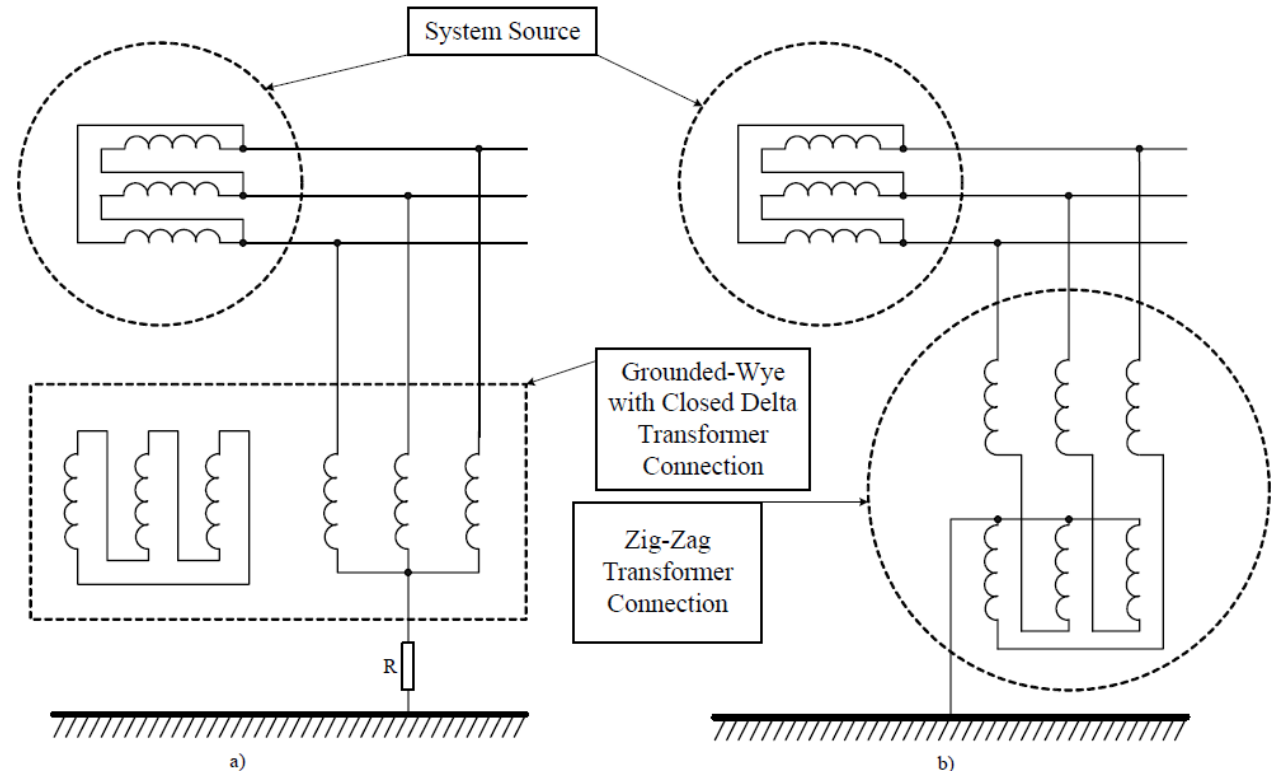 System Source
Grounded-Wye
with Closed Delta
Transformer
Connection
Zig-Zag
Transformer
Connection
R
a)
b)